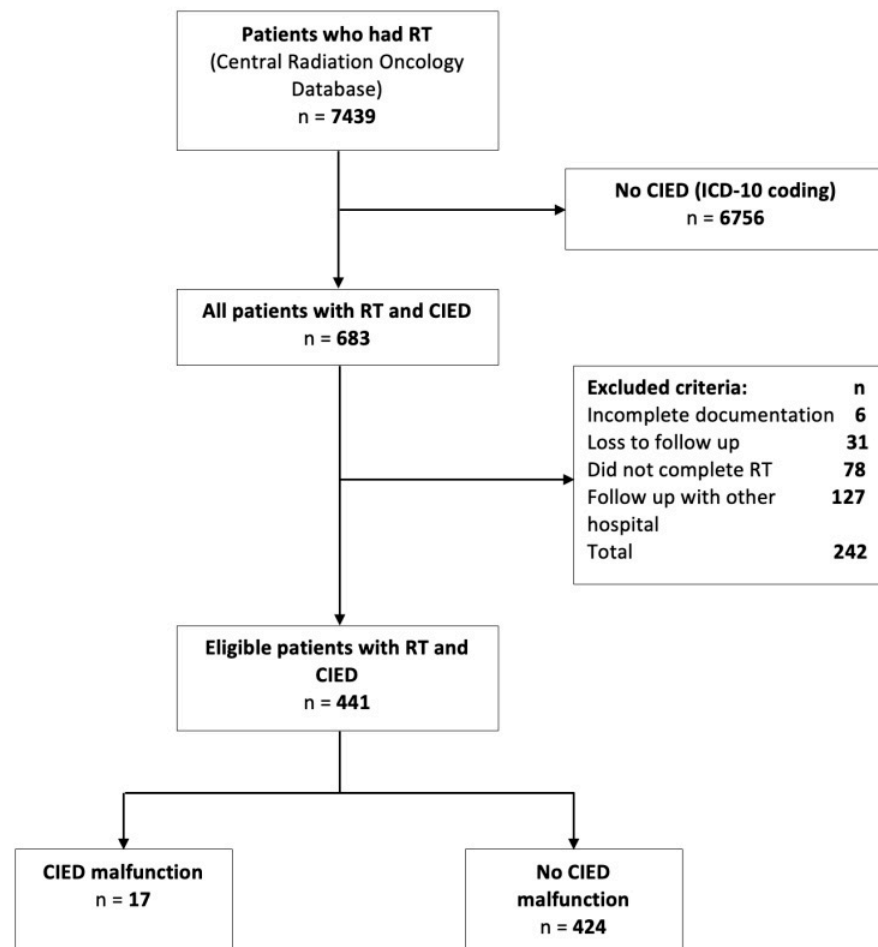 Patients who had RT
(Central Radiation Oncology
Database)
n = 7439
No CIED (ICD-10 coding)
n = 6756
All patients with RT and CIED
n = 683
Excluded criteria: n
Incomplete documentation 6
Loss to follow up 31
Did not complete RT 78
Follow up with other 127
hospital
Total 242
Eligible patients with RT and
CIED
n = 441
CIED malfunction
n = 17
No CIED
malfunction
n = 424